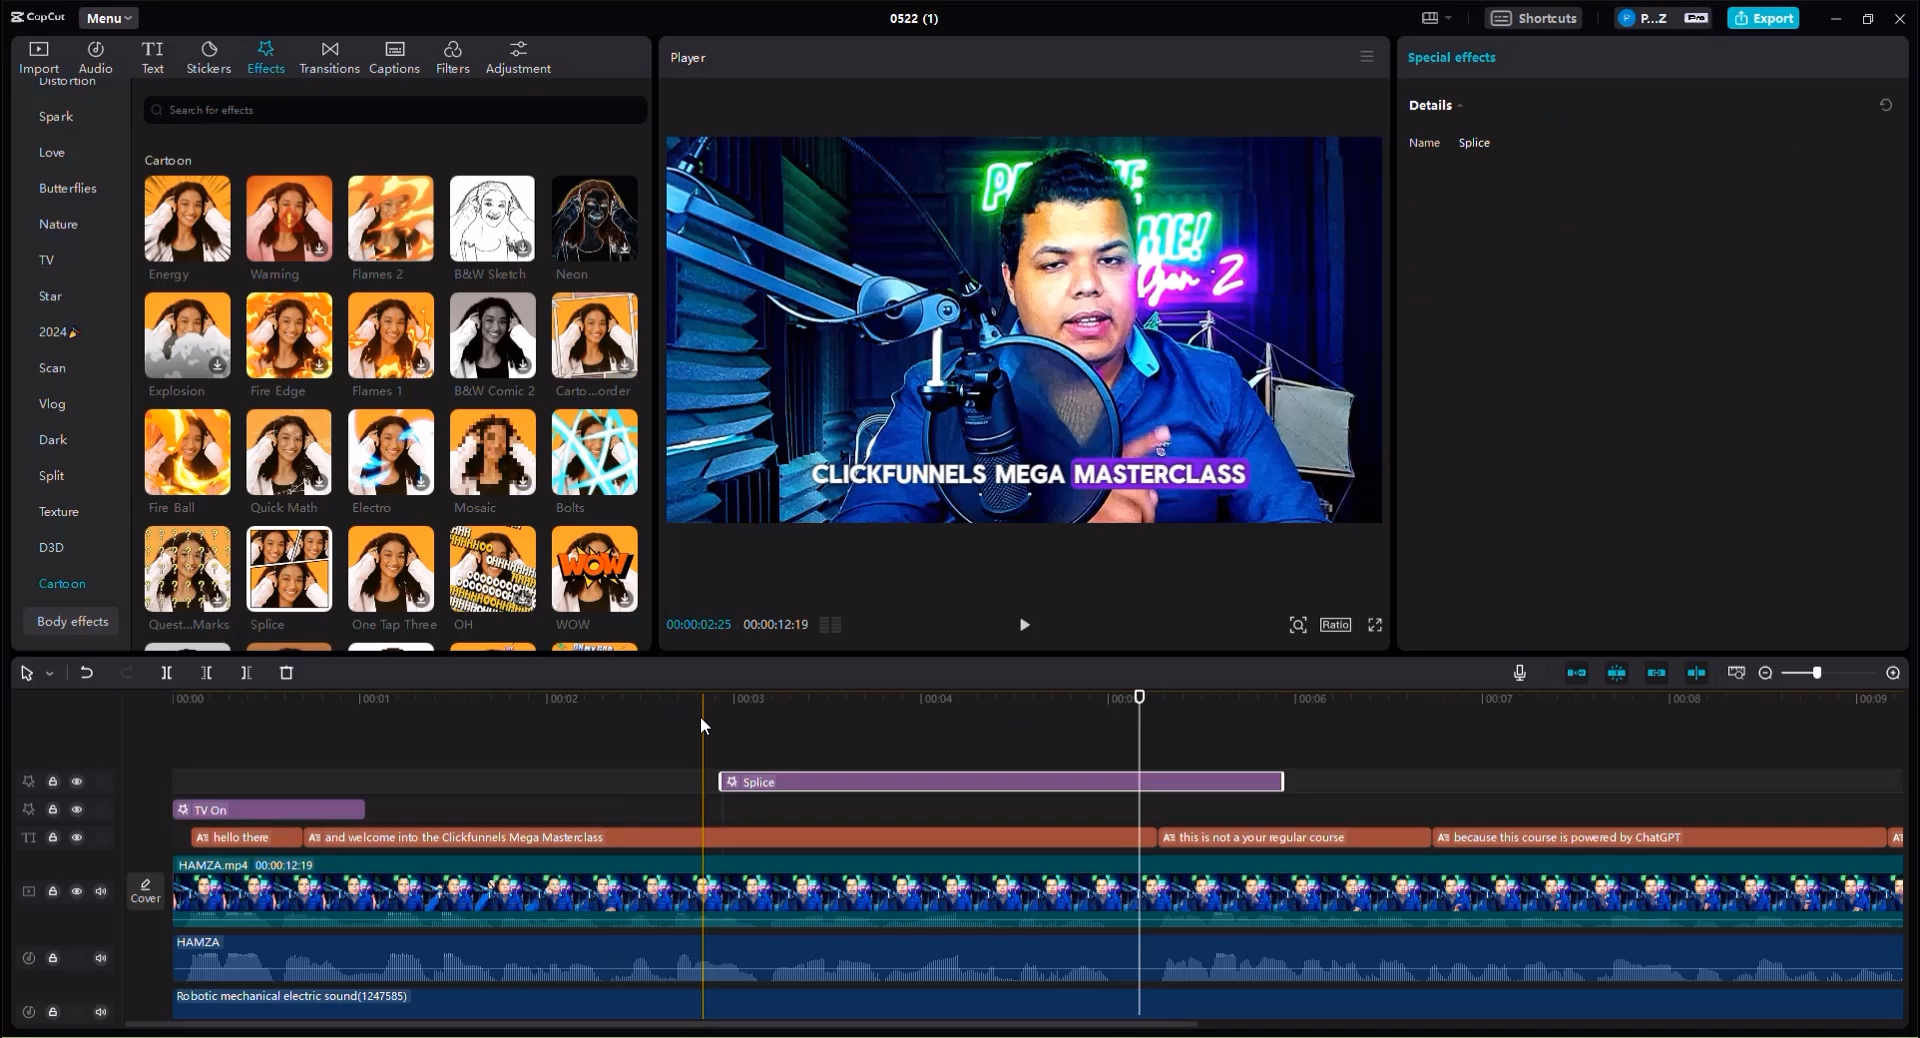 CapCut
Menu
0522 (1)
Shortcuts
P...Z
Pro
Export
Import
Audio
Text
Stickers
Effects
Transitions
Captions
Filters
Adjustment
Distortion
Spark
Love
Butterflies
Nature
TV
Star
2024
Scan
Vlog
Dark
Split
Texture
D3D
Cartoon
Body effects
Search for effects
Cartoon
Energy
Warning
Flames 2
B&W Sketch
Neon
Explosion
Fire Edge
Flames 1
B&W Comic 2
Carto...order
Fire Ball
Quick Math
Electro
Mosaic
Bolts
WOW
Quest...Marks
Splice
One Tap Three
OH
WOW
Player
ME!
Gen Z
CLICKFUNNELS MEGA MASTERCLASS
00:00:02:25
00:00:12:19
Ratio
Special effects
Details
Name Splice
00:00
00:01
00:02
00:03
00:04
00:06
00:07
00:08
00:09
Splice
TV On
hello there
and welcome into the Clickfunnels Mega Masterclass
this is not a your regular course
because this course is powered by ChatGPT
HAMZA.mp4 00:00:12:19
Cover
HAMZA
Robotic mechanical electric sound(1247585)